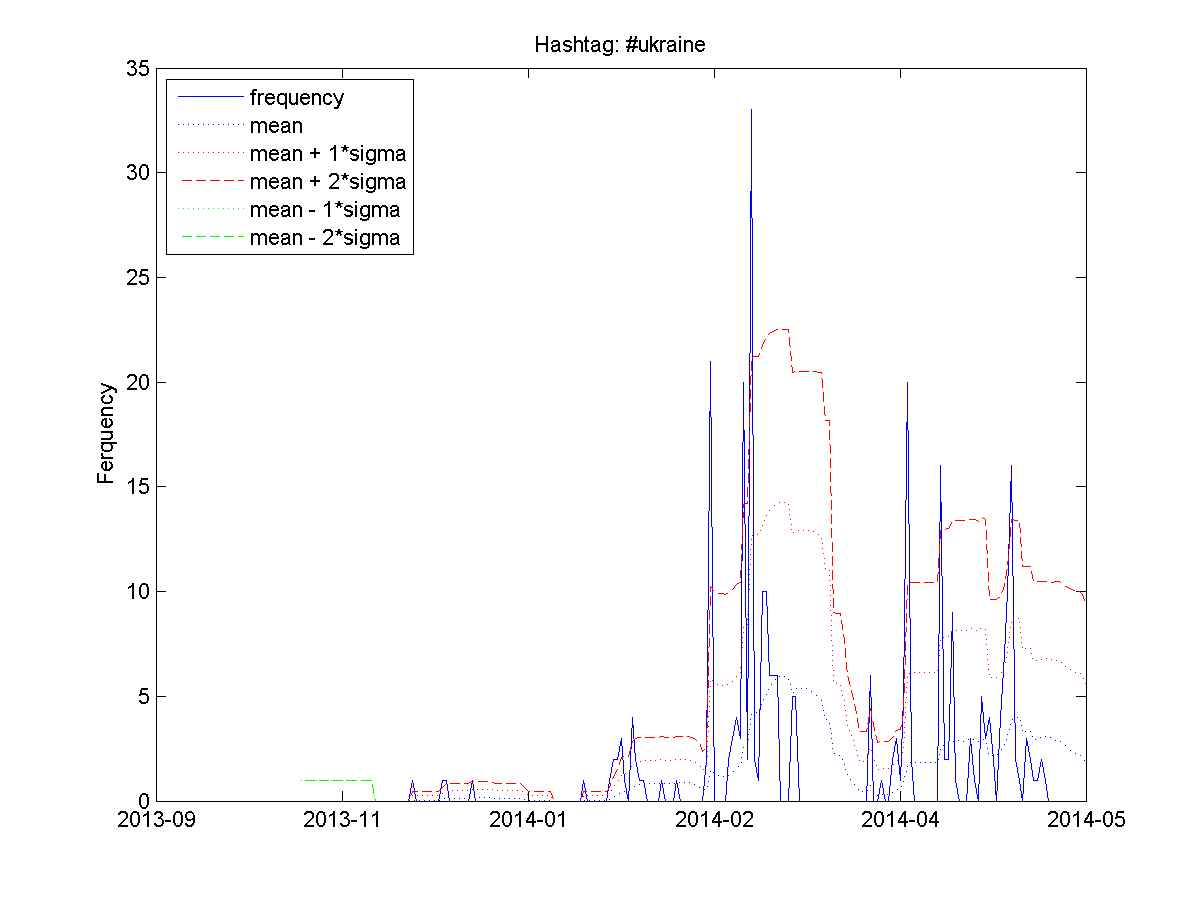 Hashtag: #ukraine
35
30
25
20
15
10
5
0
Ferquency
frequency
mean
mean + 1*sigma
mean + 2*sigma
mean - 1*sigma
mean - 2*sigma
2013-09 2013-11 2014-01 2014-02 2014-04 2014-05